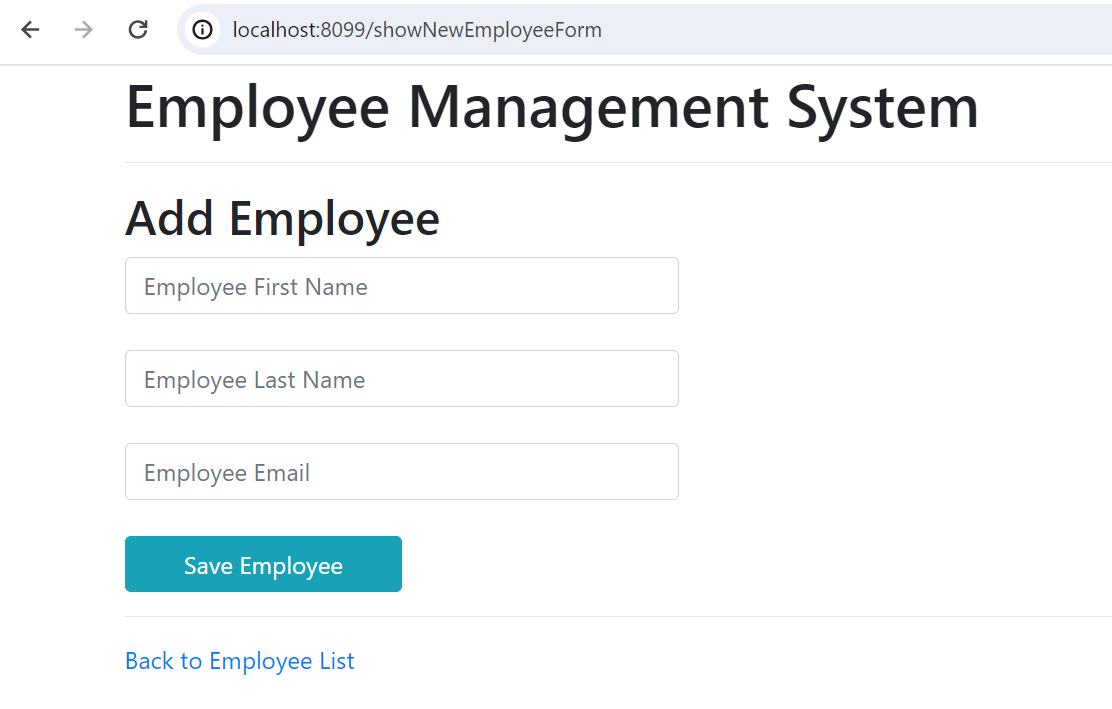 localhost:8099/showNewEmployeeForm
Employee Management System
Add Employee
Employee First Name
Employee Last Name
Employee Email
Save Employee
Back to Employee List